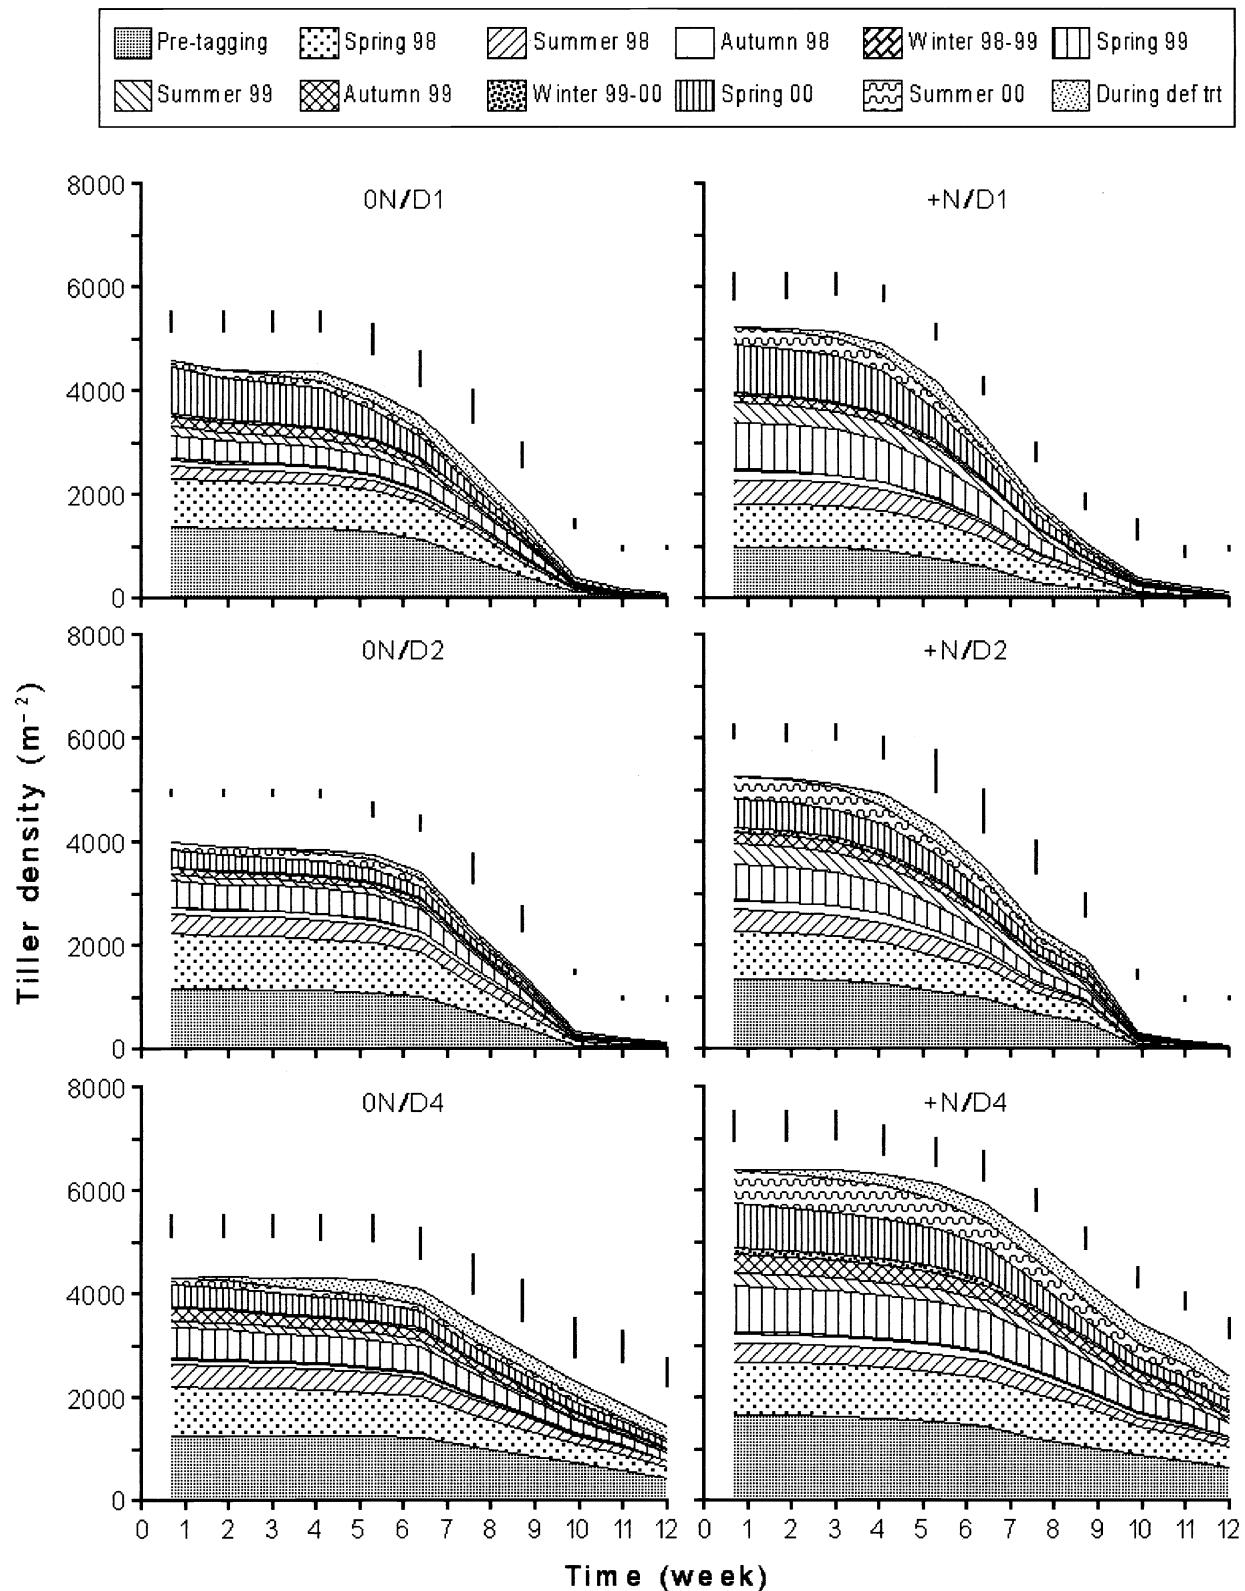 Pre-tagging Spring 98 Summer 98 Autumn 98 Winter 98-99 Spring 99
Summer 99 Autumn 99 Winter 99-00 Spring 00 Summer 00 During def trt
0N/D1 +N/D1
8000
6000
4000
2000
0
0N/D2 +N/D2
8000
6000
4000
2000
0
0N/D4 +N/D4
8000
6000
4000
2000
0
Tiller density (m⁻²)
0 1 2 3 4 5 6 7 8 9 10 11 12 0 1 2 3 4 5 6 7 8 9 10 11 12
Time (week)